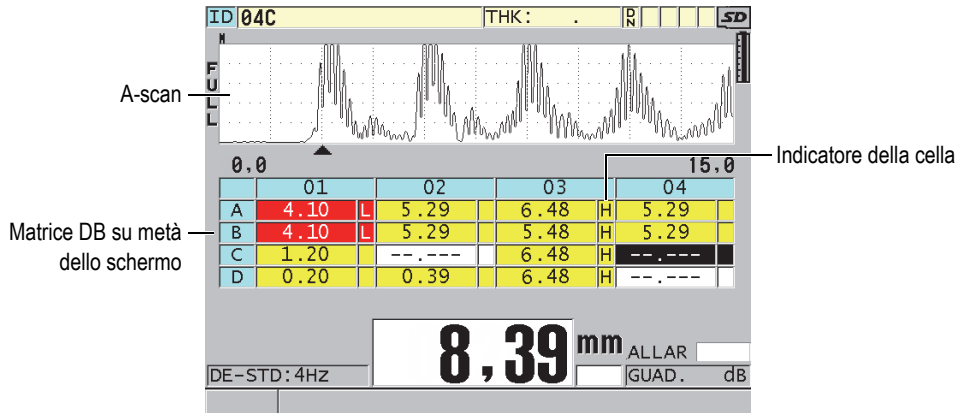 ID 04C THK: . DN SD
M
FULL
A-scan
0,0 15,0
Indicatore della cella
01 02 03 04
A 4.10 L 5.29 6.48 H 5.29
B 4.10 L 5.29 5.48 H 5.29
C 1.20 --.--- 6.48 H --.---
D 0.20 0.39 6.48 H --.---
Matrice DB su metà
dello schermo
8,39 mm
ALLAR
DE-STD:4Hz GUAD. dB